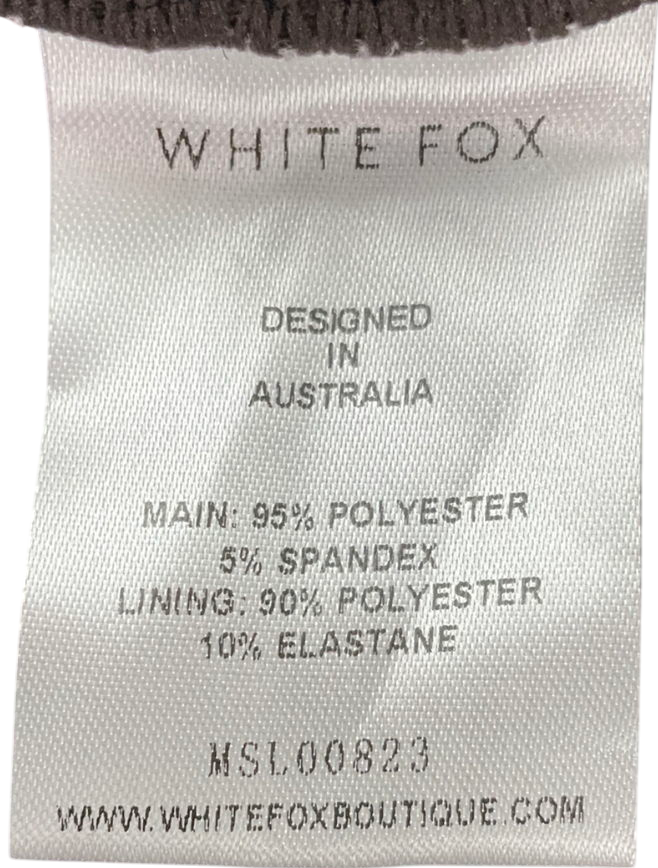 WHITE FOX
DESIGNED
IN
AUSTRALIA
MAIN: 95% POLYESTER
5% SPANDEX
LINING: 90% POLYESTER
10% ELASTANE
MSL00823
WWW.WHITEFOXBOUTIQUE.COM